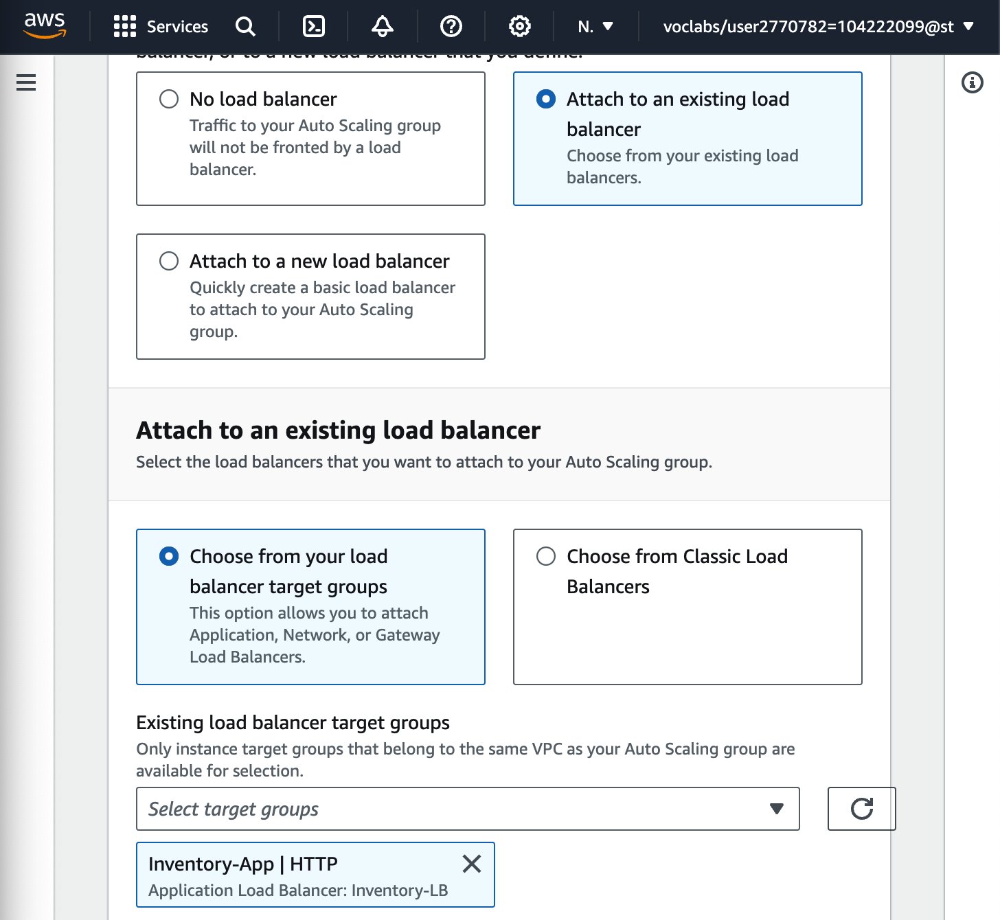 aws
Services
N.
voclabs/user2770782=104222099@st
balancer, or to a new load balancer that you define.
No load balancer
Traffic to your Auto Scaling group
will not be fronted by a load
balancer.
Attach to an existing load
balancer
Choose from your existing load
balancers.
Attach to a new load balancer
Quickly create a basic load balancer
to attach to your Auto Scaling
group.
Attach to an existing load balancer
Select the load balancers that you want to attach to your Auto Scaling group.
Choose from your load
balancer target groups
This option allows you to attach
Application, Network, or Gateway
Load Balancers.
Choose from Classic Load
Balancers
Existing load balancer target groups
Only instance target groups that belong to the same VPC as your Auto Scaling group are
available for selection.
Select target groups
Inventory-App | HTTP
Application Load Balancer: Inventory-LB